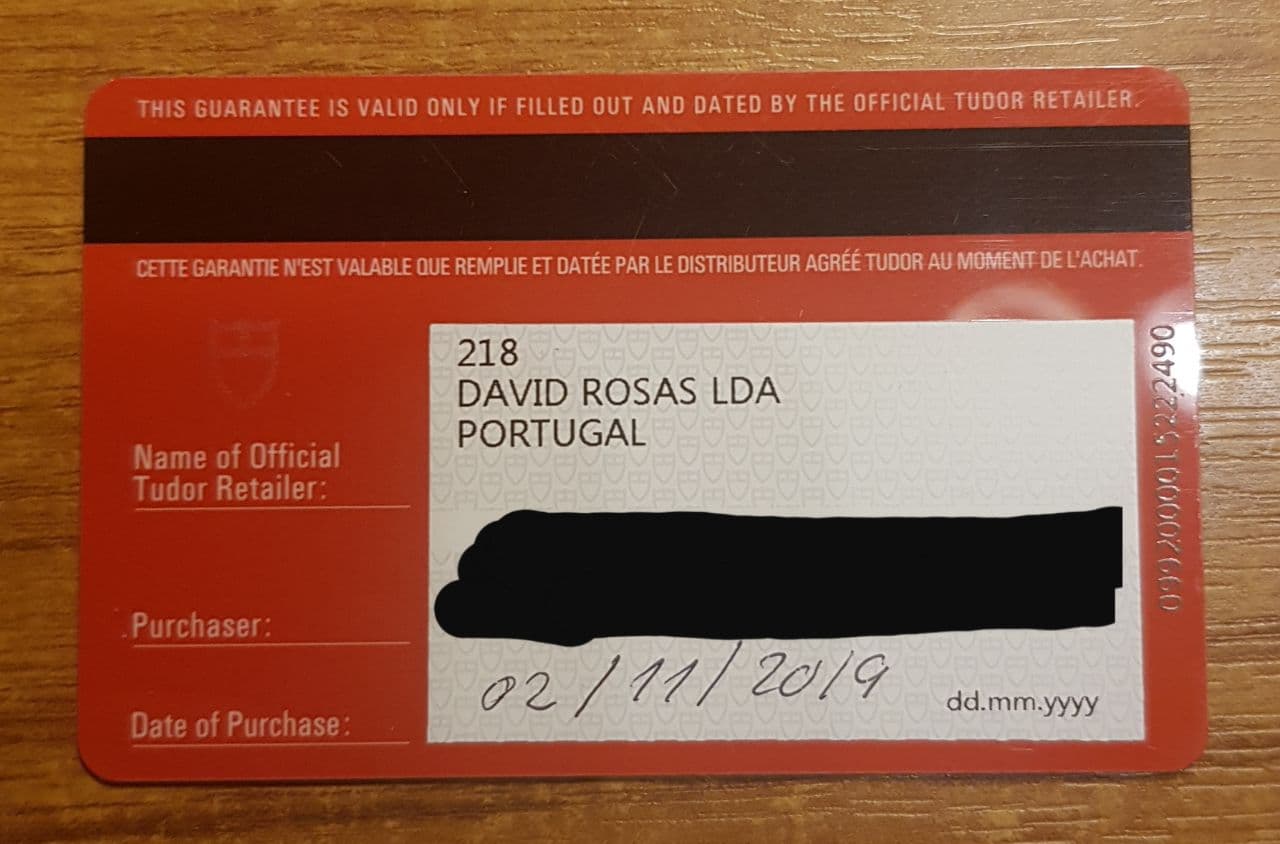 THIS GUARANTEE IS VALID ONLY IF FILLED OUT AND DATED BY THE OFFICIAL TUDOR RETAILER.
CETTE GARANTIE N'EST VALABLE QUE REMPLIE ET DATÉE PAR LE DISTRIBUTEUR AGRÉÉ TUDOR AU MOMENT DE L'ACHAT.
218
DAVID ROSAS LDA
PORTUGAL
Name of Official
Tudor Retailer:
Purchaser:
02/11/2019
dd.mm.yyyy
Date of Purchase: